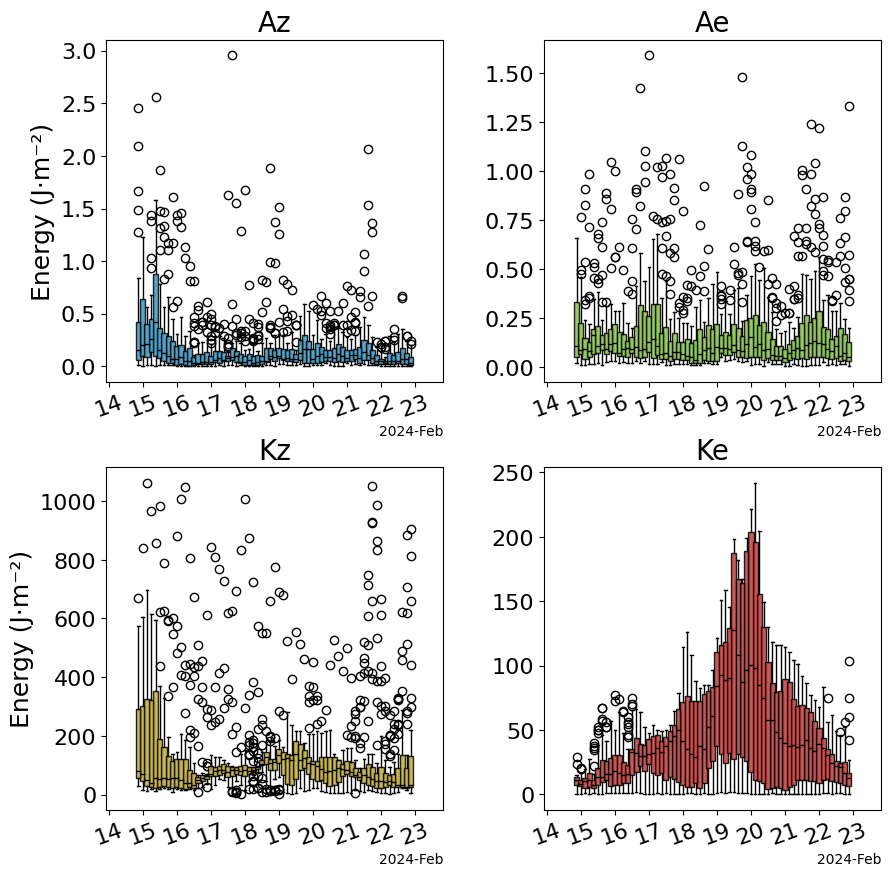 Az
Energy (J·m⁻²)
3.0
2.5
2.0
1.5
1.0
0.5
0.0
14 15 16 17 18 19 20 21 22 23
2024-Feb
Ae
1.50
1.25
1.00
0.75
0.50
0.25
0.00
14 15 16 17 18 19 20 21 22 23
2024-Feb
Kz
Energy (J·m⁻²)
1000
800
600
400
200
0
14 15 16 17 18 19 20 21 22 23
2024-Feb
Ke
250
200
150
100
50
0
14 15 16 17 18 19 20 21 22 23
2024-Feb